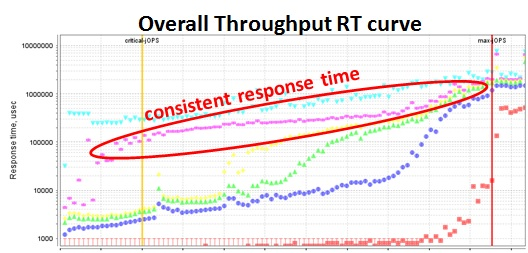 Overall Throughput RT curve
critical-jOPS
max-jOPS
consistent response time
Response time, usec
10000000
1000000
100000
10000
1000